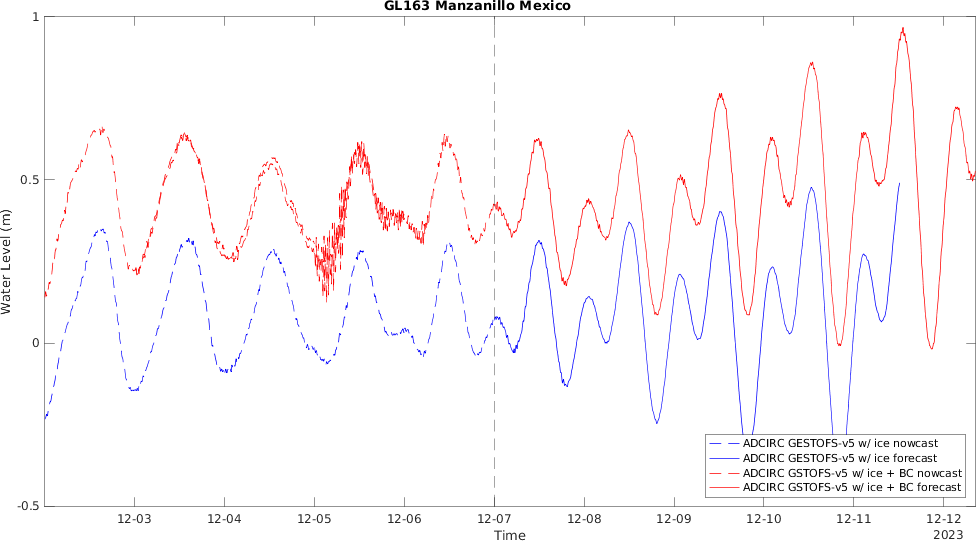 GL163 Manzanillo Mexico
1
0.5
0
-0.5
Water Level (m)
ADCIRC GESTOFS-v5 w/ ice nowcast
ADCIRC GESTOFS-v5 w/ ice forecast
ADCIRC GSTOFS-v5 w/ ice + BC nowcast
ADCIRC GSTOFS-v5 w/ ice + BC forecast
12-03 12-04 12-05 12-06 12-07 12-08 12-09 12-10 12-11 12-12
2023
Time